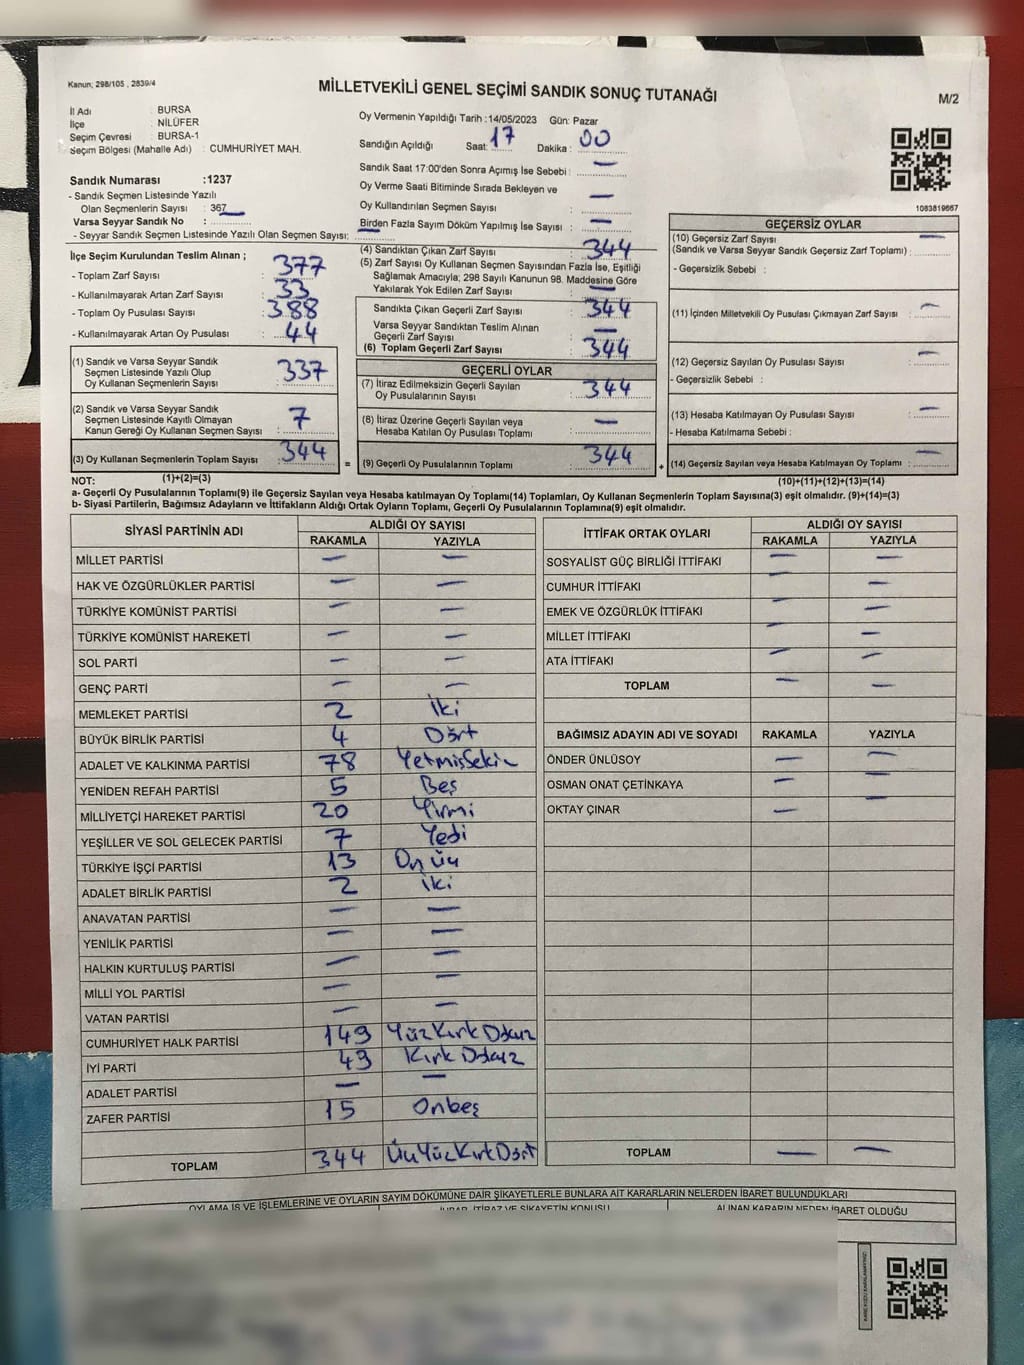 Kanun; 298/105 , 2839/4
MİLLETVEKİLİ GENEL SEÇİMİ SANDIK SONUÇ TUTANAĞI
M/2
İl Adı : BURSA
İlçe : NİLÜFER
Seçim Çevresi : BURSA-1
Seçim Bölgesi (Mahalle Adı) : CUMHURİYET MAH.
Oy Vermenin Yapıldığı Tarih :14/05/2023 Gün: Pazar
Sandığın Açıldığı Saat: 17 Dakika : 00
Sandık Saat 17:00'den Sonra Açımış İse Sebebi : —
Oy Verme Saati Bitiminde Sırada Bekleyen ve
Oy Kullandırılan Seçmen Sayısı : —
Birden Fazla Sayım Döküm Yapılmış İse Sayısı : —
Sandık Numarası :1237
- Sandık Seçmen Listesinde Yazılı
Olan Seçmenlerin Sayısı : 367
Varsa Seyyar Sandık No :
- Seyyar Sandık Seçmen Listesinde Yazılı Olan Seçmen Sayısı:
1083819667
İlçe Seçim Kurulundan Teslim Alınan ;
- Toplam Zarf Sayısı : 377
- Kullanılmayarak Artan Zarf Sayısı : 33
- Toplam Oy Pusulası Sayısı : 388
- Kullanılmayarak Artan Oy Pusulası : 44
(1) Sandık ve Varsa Seyyar Sandık
Seçmen Listesinde Yazılı Olup
Oy Kullanan Seçmenlerin Sayısı : 337
(2) Sandık ve Varsa Seyyar Sandık
Seçmen Listesinde Kayıtlı Olmayan
Kanun Gereği Oy Kullanan Seçmen Sayısı : 7
(3) Oy Kullanan Seçmenlerin Toplam Sayısı : 344
(1)+(2)=(3)
(4) Sandıktan Çıkan Zarf Sayısı : 344
(5) Zarf Sayısı Oy Kullanan Seçmen Sayısından Fazla İse, Eşitliği
Sağlamak Amacıyla; 298 Sayılı Kanunun 98. Maddesine Göre
Yakılarak Yok Edilen Zarf Sayısı : —
Sandıkta Çıkan Geçerli Zarf Sayısı : 344
Varsa Seyyar Sandıktan Teslim Alınan
Geçerli Zarf Sayısı : —
(6) Toplam Geçerli Zarf Sayısı : 344
GEÇERLİ OYLAR
(7) İtiraz Edilmeksizin Geçerli Sayılan
Oy Pusulalarının Sayısı : 344
(8) İtiraz Üzerine Geçerli Sayılan veya
Hesaba Katılan Oy Pusulası Toplamı : —
= (9) Geçerli Oy Pusulalarının Toplamı : 344
GEÇERSİZ OYLAR
(10) Geçersiz Zarf Sayısı
(Sandık ve Varsa Seyyar Sandık Geçersiz Zarf Toplamı) : —
- Geçersizlik Sebebi :
(11) İçinden Milletvekili Oy Pusulası Çıkmayan Zarf Sayısı : —
(12) Geçersiz Sayılan Oy Pusulası Sayısı : —
- Geçersizlik Sebebi :
(13) Hesaba Katılmayan Oy Pusulası Sayısı : —
- Hesaba Katılmama Sebebi :
+ (14) Geçersiz Sayılan veya Hesaba Katılmayan Oy Toplamı : —
(10)+(11)+(12)+(13)=(14)
NOT:
a- Geçerli Oy Pusulalarının Toplamı(9) ile Geçersiz Sayılan veya Hesaba katılmayan Oy Toplamı(14) Toplamları, Oy Kullanan Seçmenlerin Toplam Sayısına(3) eşit olmalıdır. (9)+(14)=(3)
b- Siyasi Partilerin, Bağımsız Adayların ve İttifakların Aldığı Ortak Oyların Toplamı, Geçerli Oy Pusulalarının Toplamına(9) eşit olmalıdır.
SİYASİ PARTİNİN ADI ALDIĞI OY SAYISI
RAKAMLA YAZIYLA
MİLLET PARTİSİ — —
HAK VE ÖZGÜRLÜKLER PARTİSİ — —
TÜRKİYE KOMÜNİST PARTİSİ — —
TÜRKİYE KOMÜNİST HAREKETİ — —
SOL PARTİ — —
GENÇ PARTİ — —
MEMLEKET PARTİSİ 2 İki
BÜYÜK BİRLİK PARTİSİ 4 Dört
ADALET VE KALKINMA PARTİSİ 78 YetmişSekiz
YENİDEN REFAH PARTİSİ 5 Beş
MİLLİYETÇİ HAREKET PARTİSİ 20 Yirmi
YEŞİLLER VE SOL GELECEK PARTİSİ 7 Yedi
TÜRKİYE İŞÇİ PARTİSİ 13 On üç
ADALET BİRLİK PARTİSİ 2 İki
ANAVATAN PARTİSİ — —
YENİLİK PARTİSİ — —
HALKIN KURTULUŞ PARTİSİ — —
MİLLİ YOL PARTİSİ — —
VATAN PARTİSİ — —
CUMHURİYET HALK PARTİSİ 149 YüzKırkDokuz
İYİ PARTİ 49 Kırk Dokuz
ADALET PARTİSİ — —
ZAFER PARTİSİ 15 Onbeş
TOPLAM 344 ÜçYüzKırkDört
İTTİFAK ORTAK OYLARI ALDIĞI OY SAYISI
RAKAMLA YAZIYLA
SOSYALİST GÜÇ BİRLİĞİ İTTİFAKI — —
CUMHUR İTTİFAKI — —
EMEK VE ÖZGÜRLÜK İTTİFAKI — —
MİLLET İTTİFAKI — —
ATA İTTİFAKI — —
TOPLAM — —
BAĞIMSIZ ADAYIN ADI VE SOYADI RAKAMLA YAZIYLA
ÖNDER ÜNLÜSOY — —
OSMAN ONAT ÇETİNKAYA — —
OKTAY ÇINAR —
TOPLAM — —
OYLAMA İŞ VE İŞLEMLERİNE VE OYLARIN SAYIM DÖKÜMÜNE DAİR ŞİKAYETLERLE BUNLARA AİT KARARLARIN NELERDEN İBARET BULUNDUKLARI
İTİRAZ VE ŞİKAYETİN KONUSU
ALINAN KARARIN NEDEN İBARET OLDUĞU